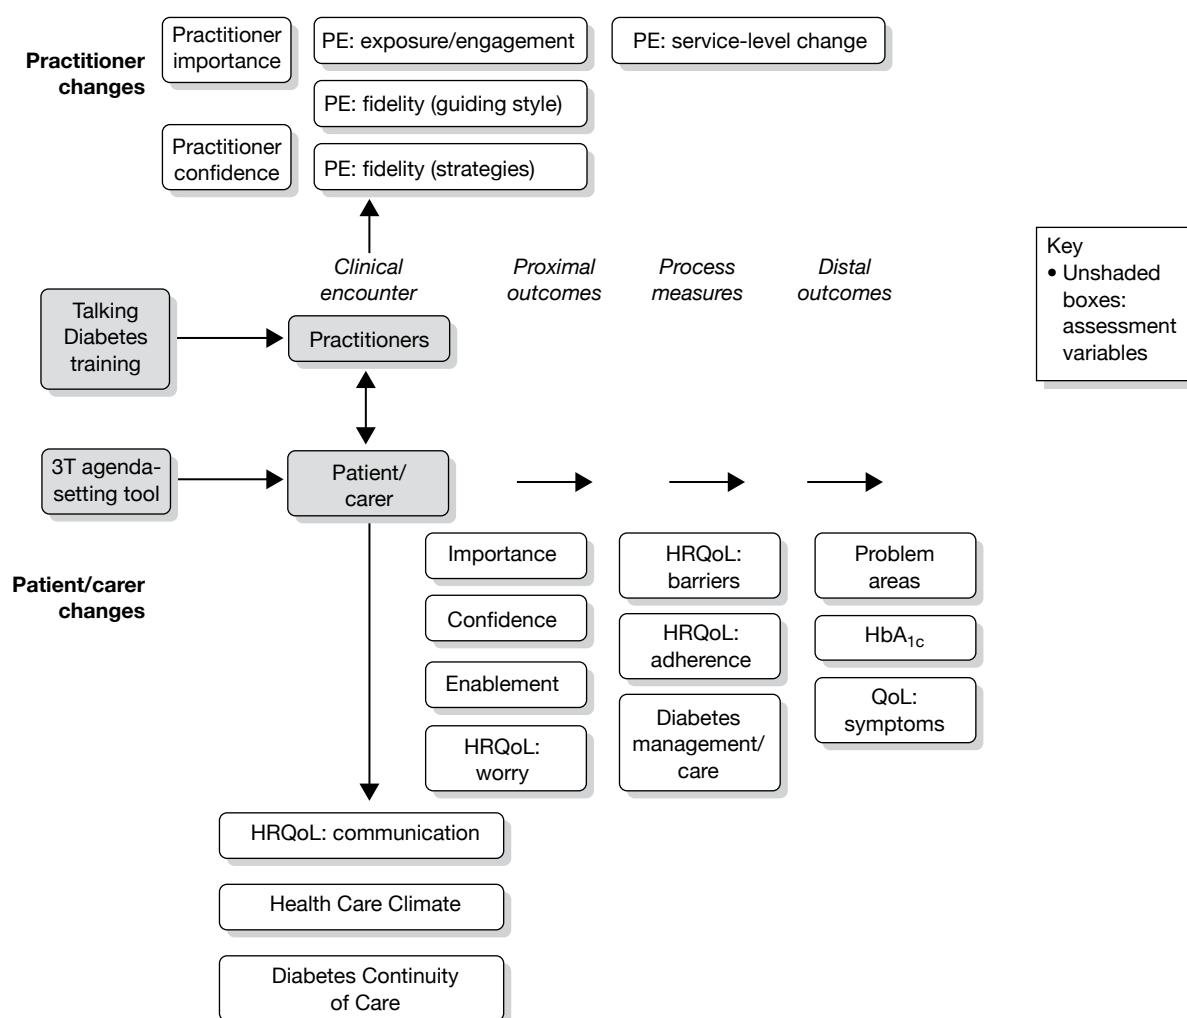 Practitioner
changes
Practitioner
importance
PE: exposure/engagement
PE: service-level change
PE: fidelity (guiding style)
Practitioner
confidence
PE: fidelity (strategies)
Clinical
encounter
Proximal
outcomes
Process
measures
Distal
outcomes
Key
• Unshaded
boxes:
assessment
variables
Talking
Diabetes
training
Practitioners
3T agenda-
setting tool
Patient/
carer
Patient/carer
changes
Importance
Confidence
Enablement
HRQoL:
worry
HRQoL:
barriers
HRQoL:
adherence
Diabetes
management/
care
Problem
areas
HbA1c
QoL:
symptoms
HRQoL: communication
Health Care Climate
Diabetes Continuity
of Care